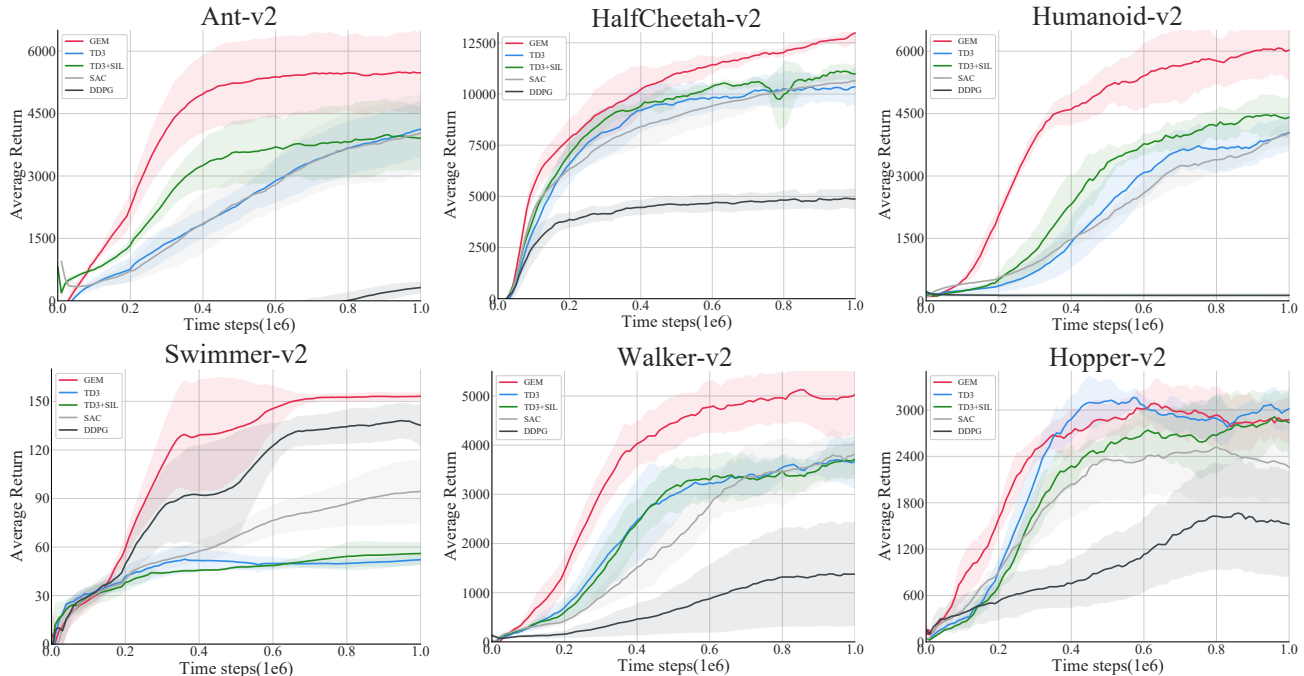 Ant-v2
GEM
TD3
TD3+SIL
SAC
DDPG
6000
4500
3000
1500
0
Average Return
0.0
0.2
0.4
0.6
0.8
1.0
Time steps(1e6)
HalfCheetah-v2
GEM
TD3
TD3+SIL
SAC
DDPG
12500
10000
7500
5000
2500
0
Average Return
0.0
0.2
0.4
0.6
0.8
1.0
Time steps(1e6)
Humanoid-v2
GEM
TD3
TD3+SIL
SAC
DDPG
6000
4500
3000
1500
0
Average Return
0.0
0.2
0.4
0.6
0.8
1.0
Time steps(1e6)
Swimmer-v2
GEM
TD3
TD3+SIL
SAC
DDPG
150
120
90
60
30
0
Average Return
0.0
0.2
0.4
0.6
0.8
1.0
Time steps(1e6)
Walker-v2
GEM
TD3
TD3+SIL
SAC
DDPG
5000
4000
3000
2000
1000
0
Average Return
0.0
0.2
0.4
0.6
0.8
1.0
Time steps(1e6)
Hopper-v2
GEM
TD3
TD3+SIL
SAC
DDPG
3000
2400
1800
1200
600
0
Average Return
0.0
0.2
0.4
0.6
0.8
1.0
Time steps(1e6)